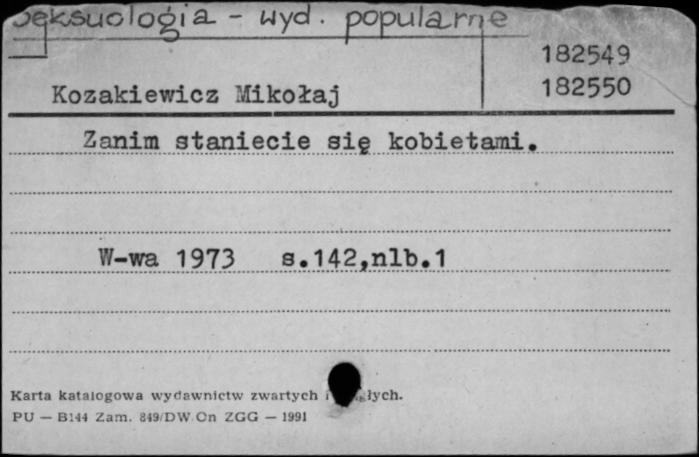 Seksuologia - wyd. popularne
182549
Kozakiewicz Mikołaj
182550
Zanim staniecie się kobietami.
W-wa 1973 s.142,nlb.1
Karta katalogowa wydawnictw zwartych i łych.
PU — B144 Zam. 849/DW/On ZGG — 1991